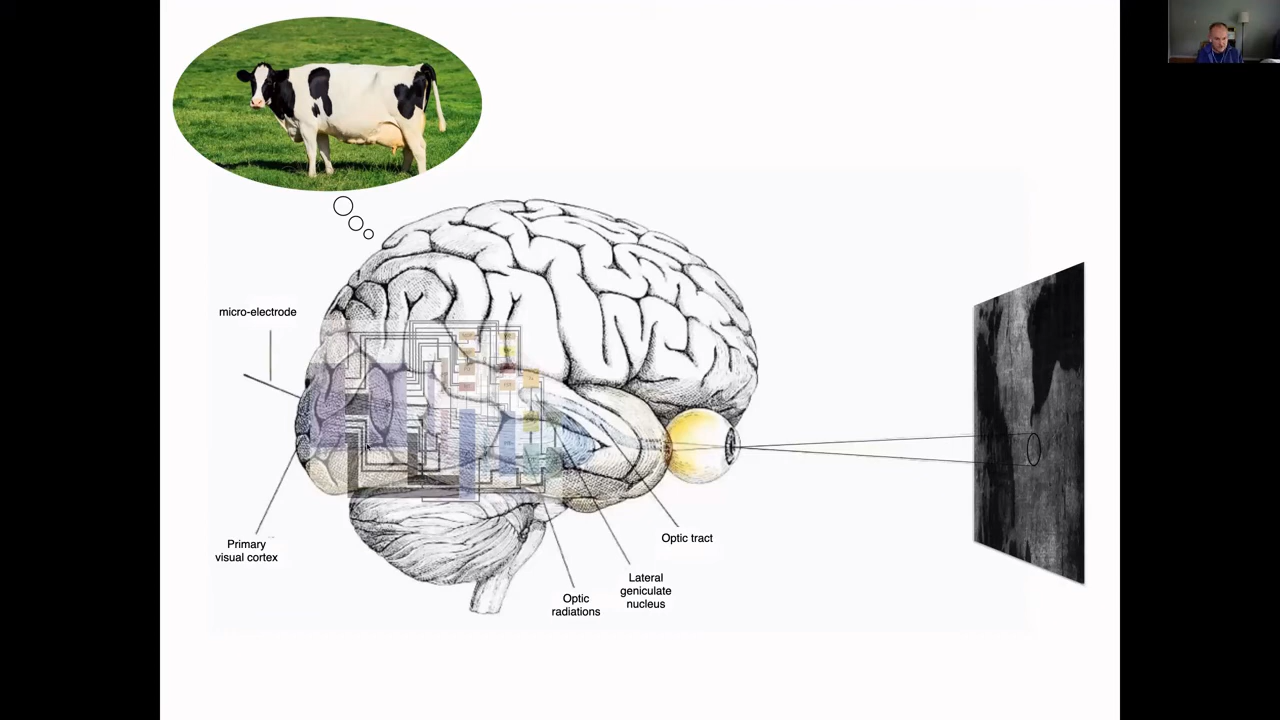 micro-electrode
Primary
visual cortex
Optic tract
Lateral
geniculate
nucleus
Optic
radiations